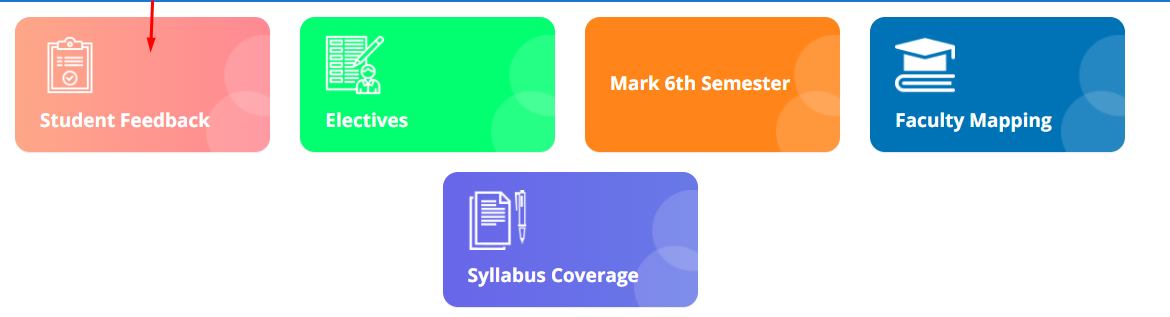 Student Feedback
Electives
Mark 6th Semester
Faculty Mapping
Syllabus Coverage